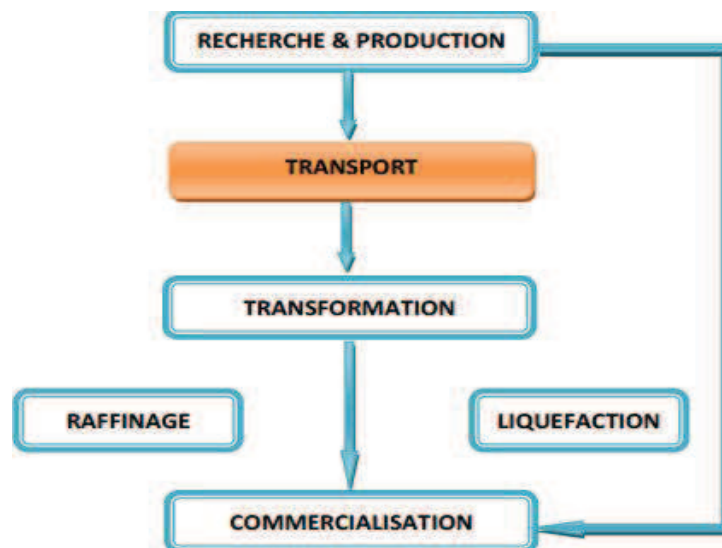 RECHERCHE & PRODUCTION
TRANSPORT
TRANSFORMATION
RAFFINAGE
LIQUEFACTION
COMMERCIALISATION